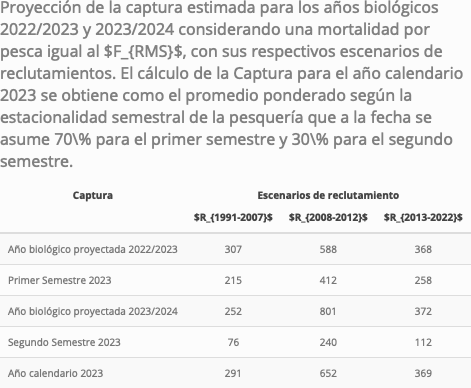 Proyección de la captura estimada para los años biológicos
2022/2023 y 2023/2024 considerando una mortalidad por
pesca igual al $F_{RMS}$, con sus respectivos escenarios de
reclutamientos. El cálculo de la Captura para el año calendario
2023 se obtiene como el promedio ponderado según la
estacionalidad semestral de la pesquería que a la fecha se
asume 70\% para el primer semestre y 30\% para el segundo
semestre.
Captura Escenarios de reclutamiento
$R_{1991-2007}$ $R_{2008-2012}$ $R_{2013-2022}$
Año biológico proyectada 2022/2023 307 588 368
Primer Semestre 2023 215 412 258
Año biológico proyectada 2023/2024 252 801 372
Segundo Semestre 2023 76 240 112
Año calendario 2023 291 652 369